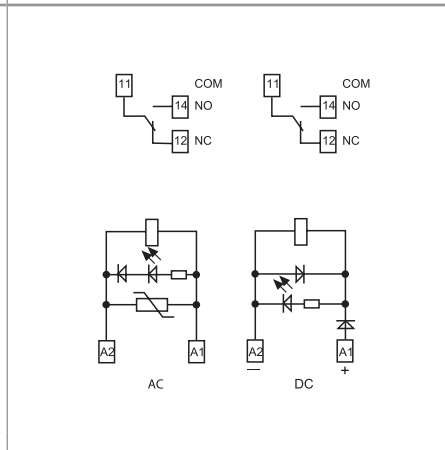 11 COM 11 COM
14 NO 14 NO
12 NC 12 NC
A2 A1 A2 A1
− +
AC DC